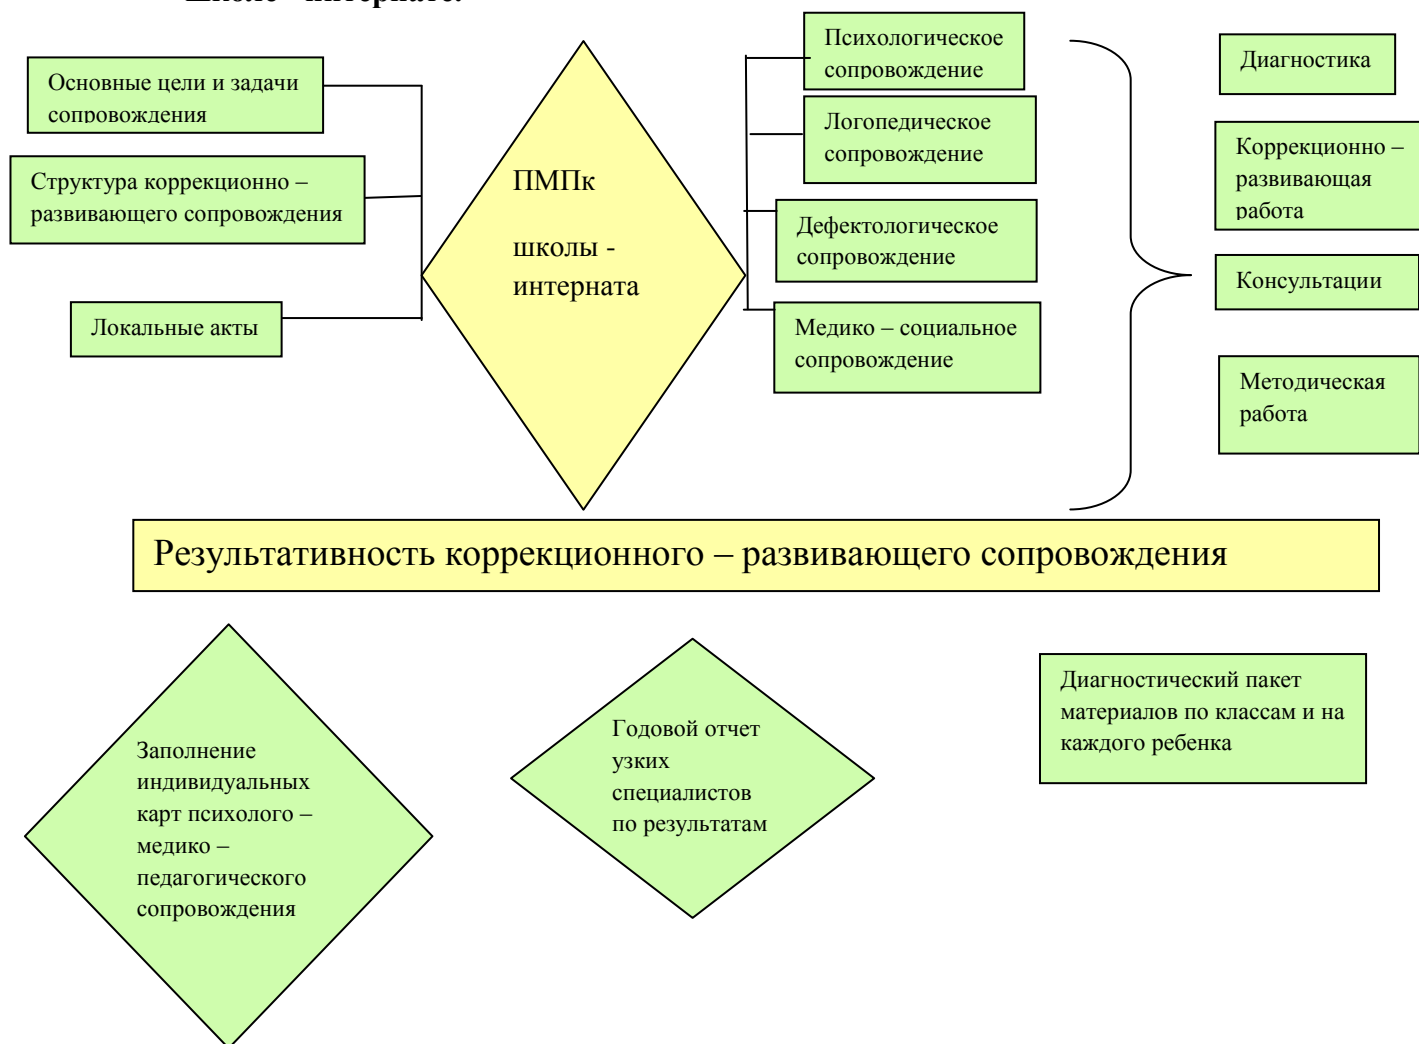 школе - интернате.
Основные цели и задачи
сопровождения
Структура коррекционно –
развивающего сопровождения
Локальные акты
ПМПк
школы -
интерната
Психологическое
сопровождение
Логопедическое
сопровождение
Дефектологическое
сопровождение
Медико – социальное
сопровождение
Диагностика
Коррекционно –
развивающая
работа
Консультации
Методическая
работа
Результативность коррекционного – развивающего сопровождения
Заполнение
индивидуальных
карт психолого –
медико –
педагогического
сопровождения
Годовой отчет
узких
специалистов
по результатам
Диагностический пакет
материалов по классам и на
каждого ребенка